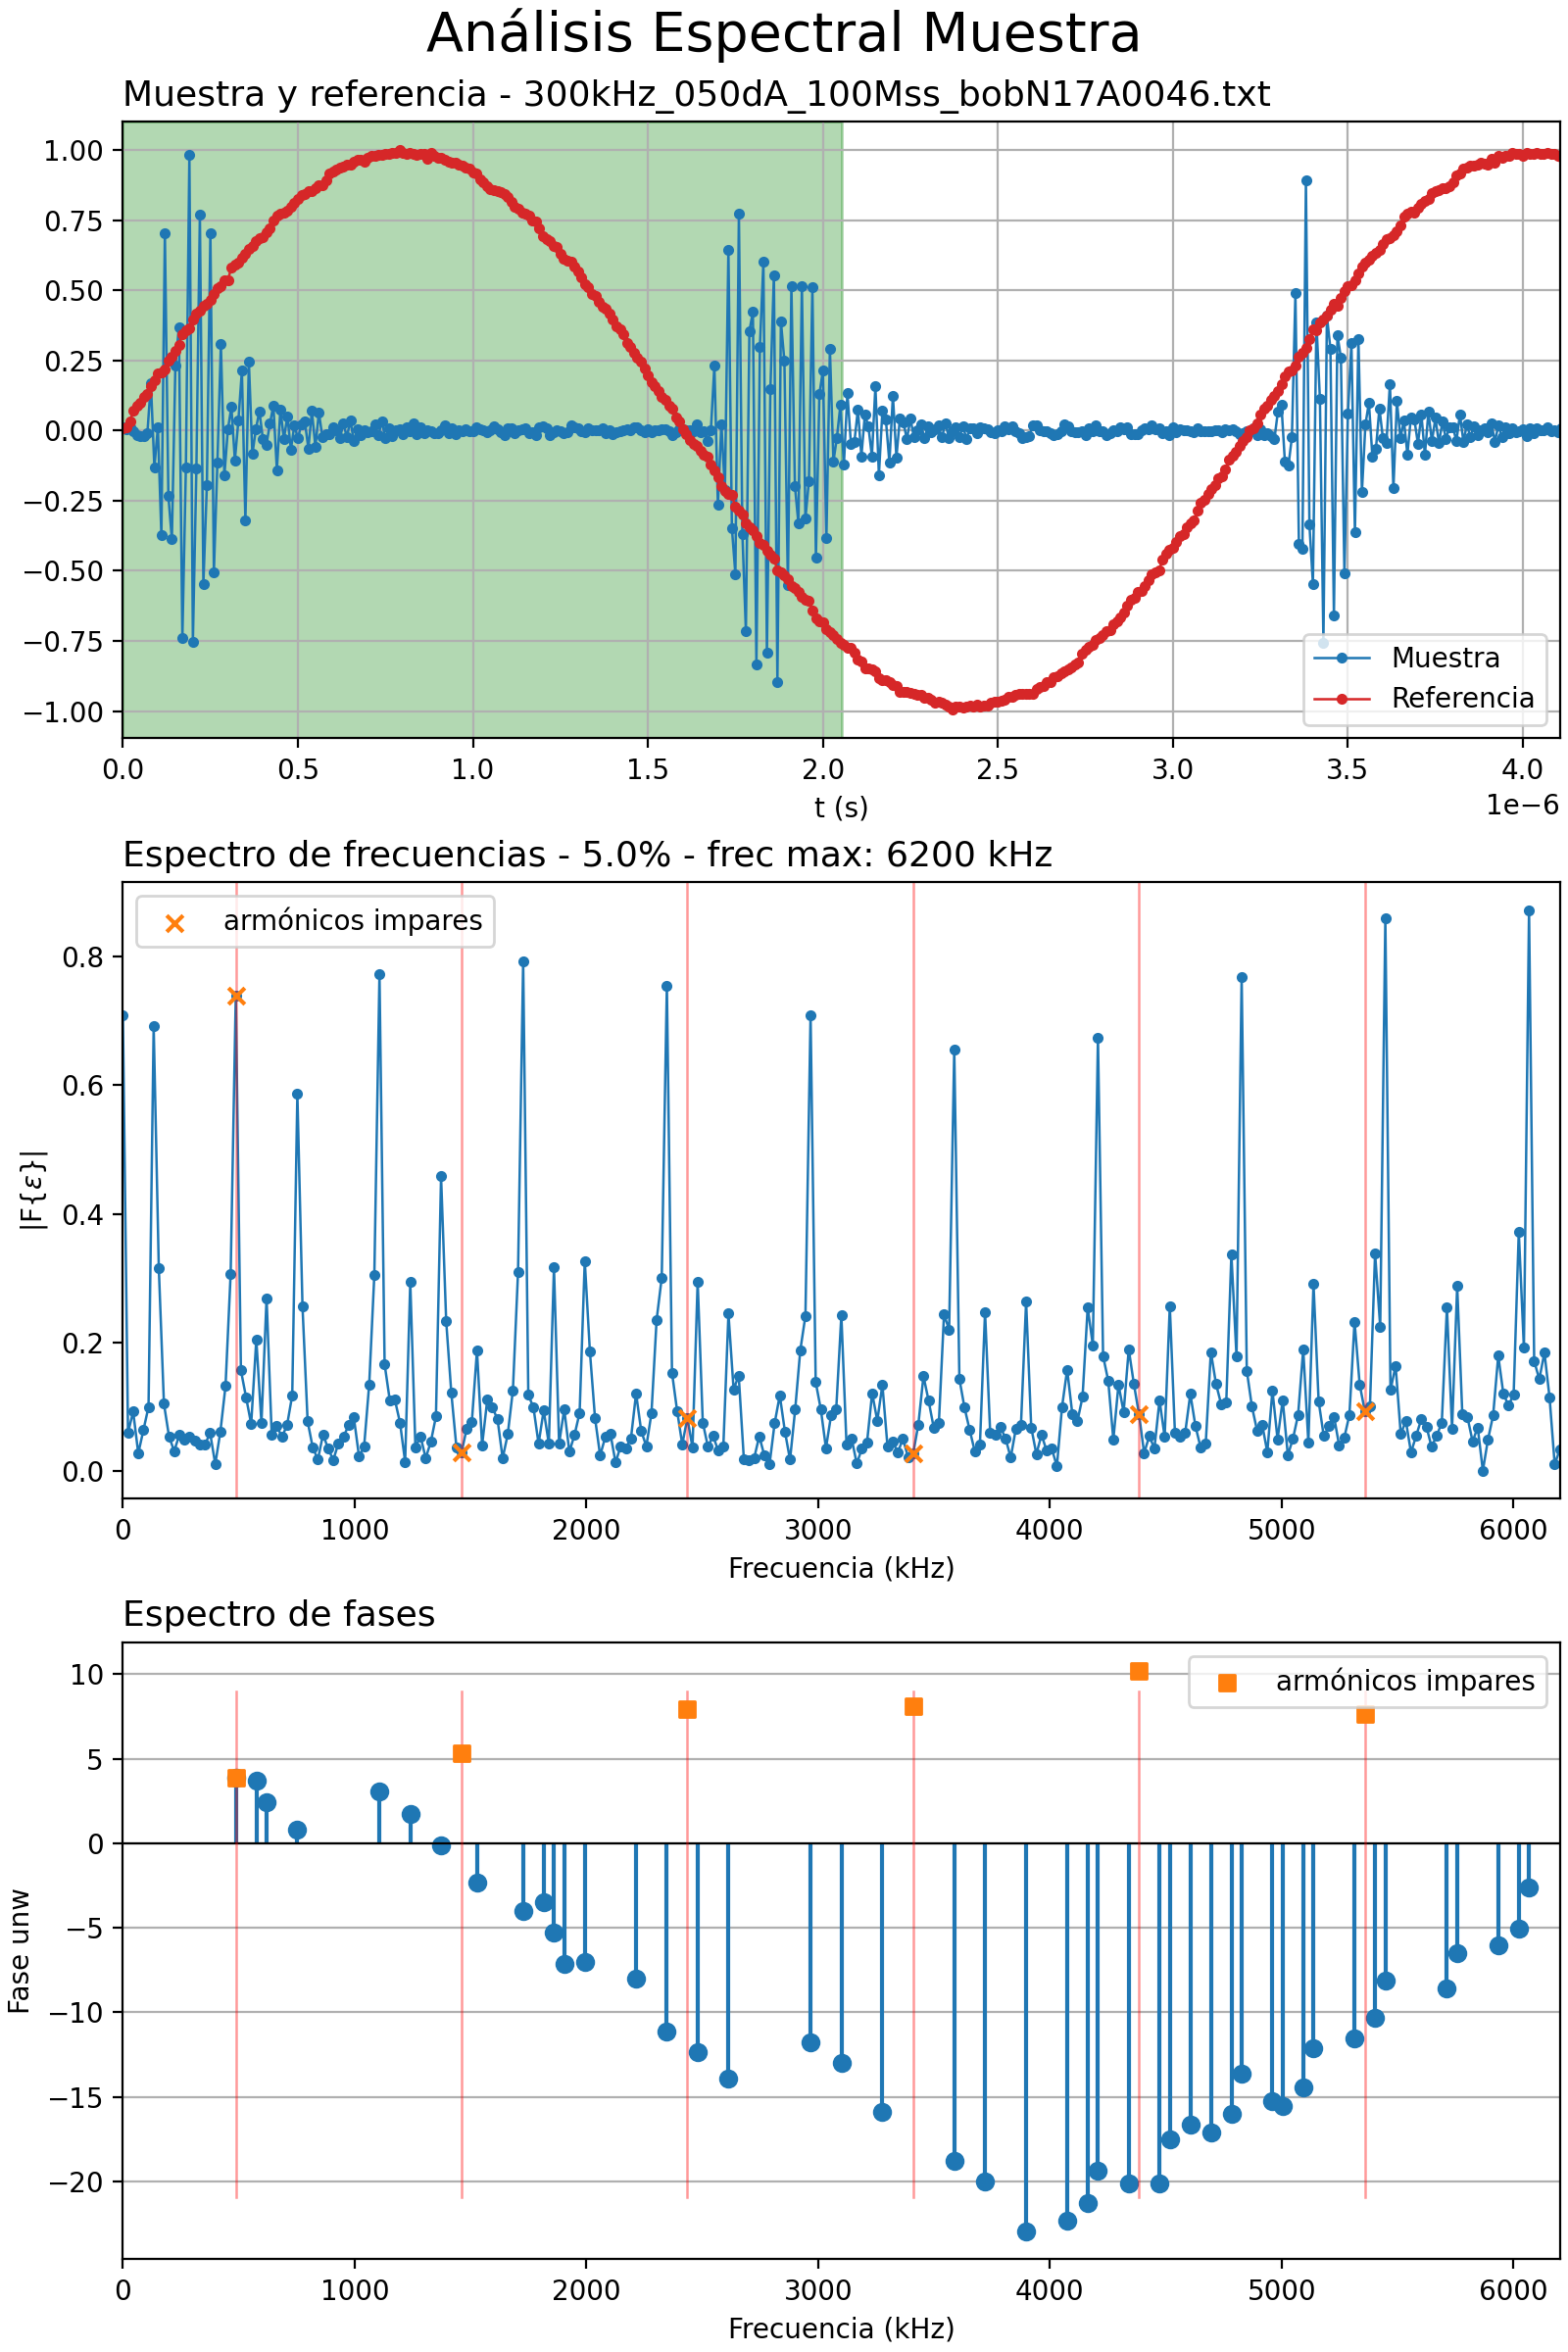 Análisis Espectral Muestra
Muestra y referencia - 300kHz_050dA_100Mss_bobN17A0046.txt
1.00
0.75
0.50
0.25
0.00
−0.25
−0.50
−0.75
−1.00
Muestra
Referencia
0.0 0.5 1.0 1.5 2.0 2.5 3.0 3.5 4.0
1e−6
t (s)
Espectro de frecuencias - 5.0% - frec max: 6200 kHz
armónicos impares
0.8
0.6
0.4
0.2
0.0
|F{ε}|
0 1000 2000 3000 4000 5000 6000
Frecuencia (kHz)
Espectro de fases
armónicos impares
10
5
0
−5
−10
−15
−20
Fase unw
0 1000 2000 3000 4000 5000 6000
Frecuencia (kHz)